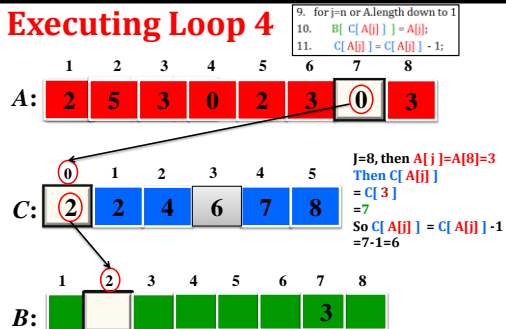 Executing Loop 4
9. for j=n or A.length down to 1
10. B[ C[ A[j] ] ] = A[j];
11. C[ A[j] ] = C[ A[j] ] - 1;
1 2 3 4 5 6 7 8
A: 2 5 3 0 2 3 0 3
0 1 2 3 4 5
C: 2 2 4 6 7 8
J=8, then A[ j ]=A[8]=3
Then C[ A[j] ]
= C[ 3 ]
=7
So C[ A[j] ] = C[ A[j] ] -1
=7-1=6
1 2 3 4 5 6 7 8
B: 3